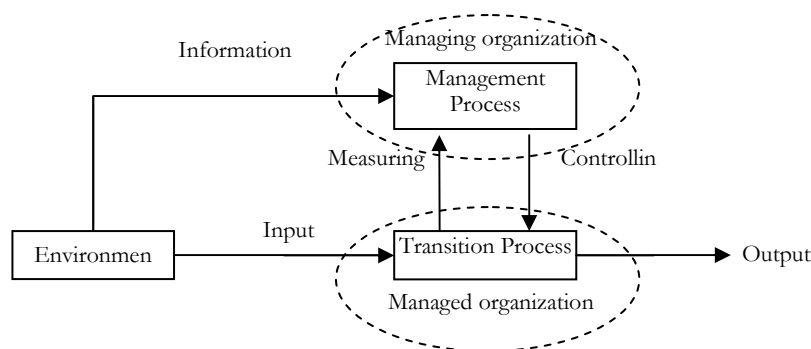 Managing organization
Information
Management
Process
Measuring
Controllin
Input
Environmen
Transition Process
Output
Managed organization